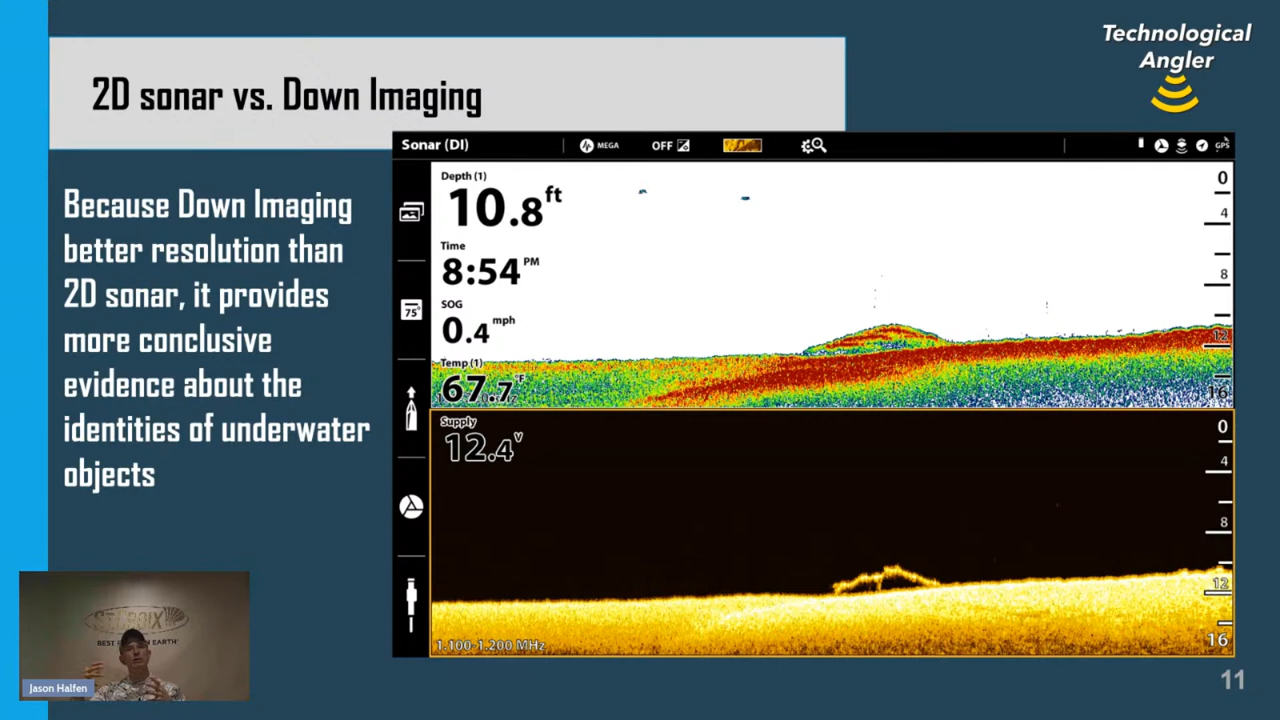 Technological
Angler
2D sonar vs. Down Imaging
Because Down Imaging
better resolution than
2D sonar, it provides
more conclusive
evidence about the
identities of underwater
objects
Sonar (DI)
MEGA
OFF
GPS
75°
Depth (1)
10.8 ft
Time
8:54 PM
SOG
0.4 mph
Temp (1)
67.7 °F
0
4
8
12
16
Supply
12.4 V
0
4
8
12
16
1.100-1.200 MHz
BEST
EARTH
Jason Halfen
11